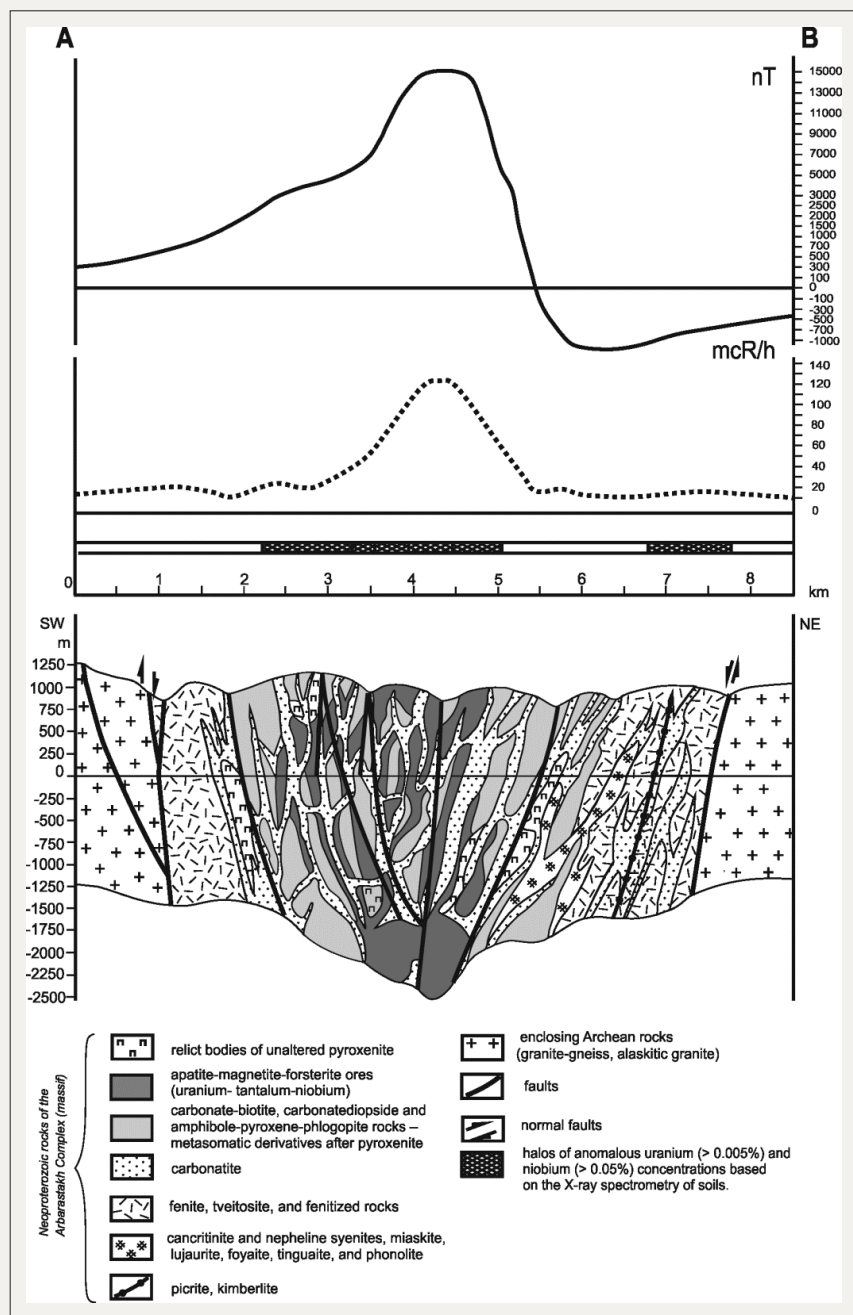 A
B
nT
15000
13000
11000
9000
7000
5000
3000
2500
2000
1500
1000
700
500
300
100
0
-100
-300
-500
-700
-1000
mcR/h
140
120
100
80
60
40
20
0
0 1 2 3 4 5 6 7 8 km
SW
NE
m
1250
1000
750
500
250
0
-250
-500
-750
-1000
-1250
-1500
-1750
-2000
-2250
-2500
Neoproterozoic rocks of the
Arbarastakh Complex (massif)
relict bodies of unaltered pyroxenite
apatite-magnetite-forsterite ores
(uranium- tantalum-niobium)
carbonate-biotite, carbonatediopside and
amphibole-pyroxene-phlogopite rocks –
metasomatic derivatives after pyroxenite
carbonatite
fenite, tveitosite, and fenitized rocks
cancritinite and nepheline syenites, miaskite,
lujaurite, foyaite, tinguaite, and phonolite
picrite, kimberlite
enclosing Archean rocks
(granite-gneiss, alaskitic granite)
faults
normal faults
halos of anomalous uranium (> 0.005%) and
niobium (> 0.05%) concentrations based
on the X-ray spectrometry of soils.